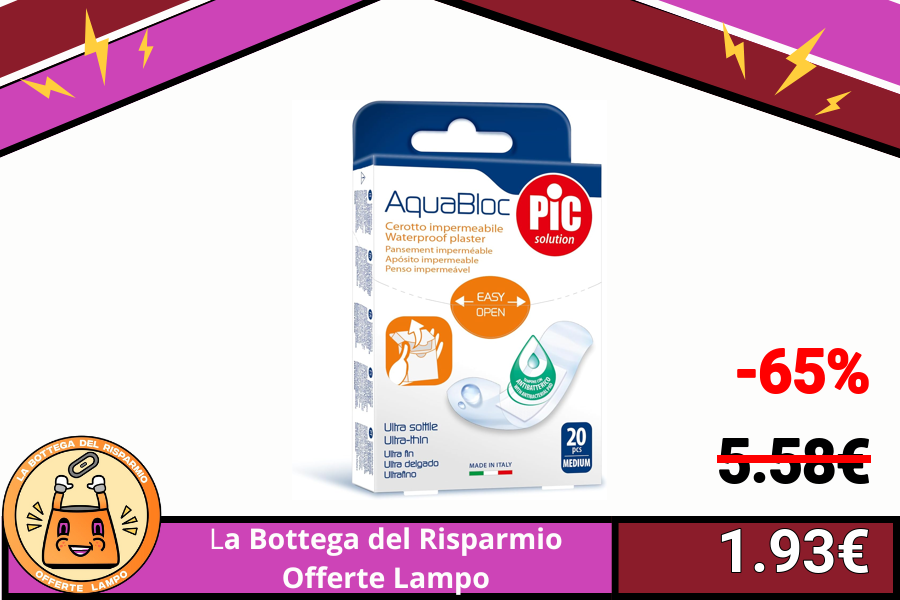 AquaBloc
PiC
solution
Cerotto impermeabile
Waterproof plaster
Pansement imperméable
Apósito impermeable
Penso impermeável
EASY
OPEN
ANTIBATTERICO
Ultra sottile
Ultra-thin
Ultra fin
Ultra delgado
Ultrafino
MADE IN ITALY
20
pcs
MEDIUM
-65%
5.58€
1.93€
LA BOTTEGA DEL RISPARMIO
OFFERTE LAMPO
La Bottega del Risparmio
Offerte Lampo